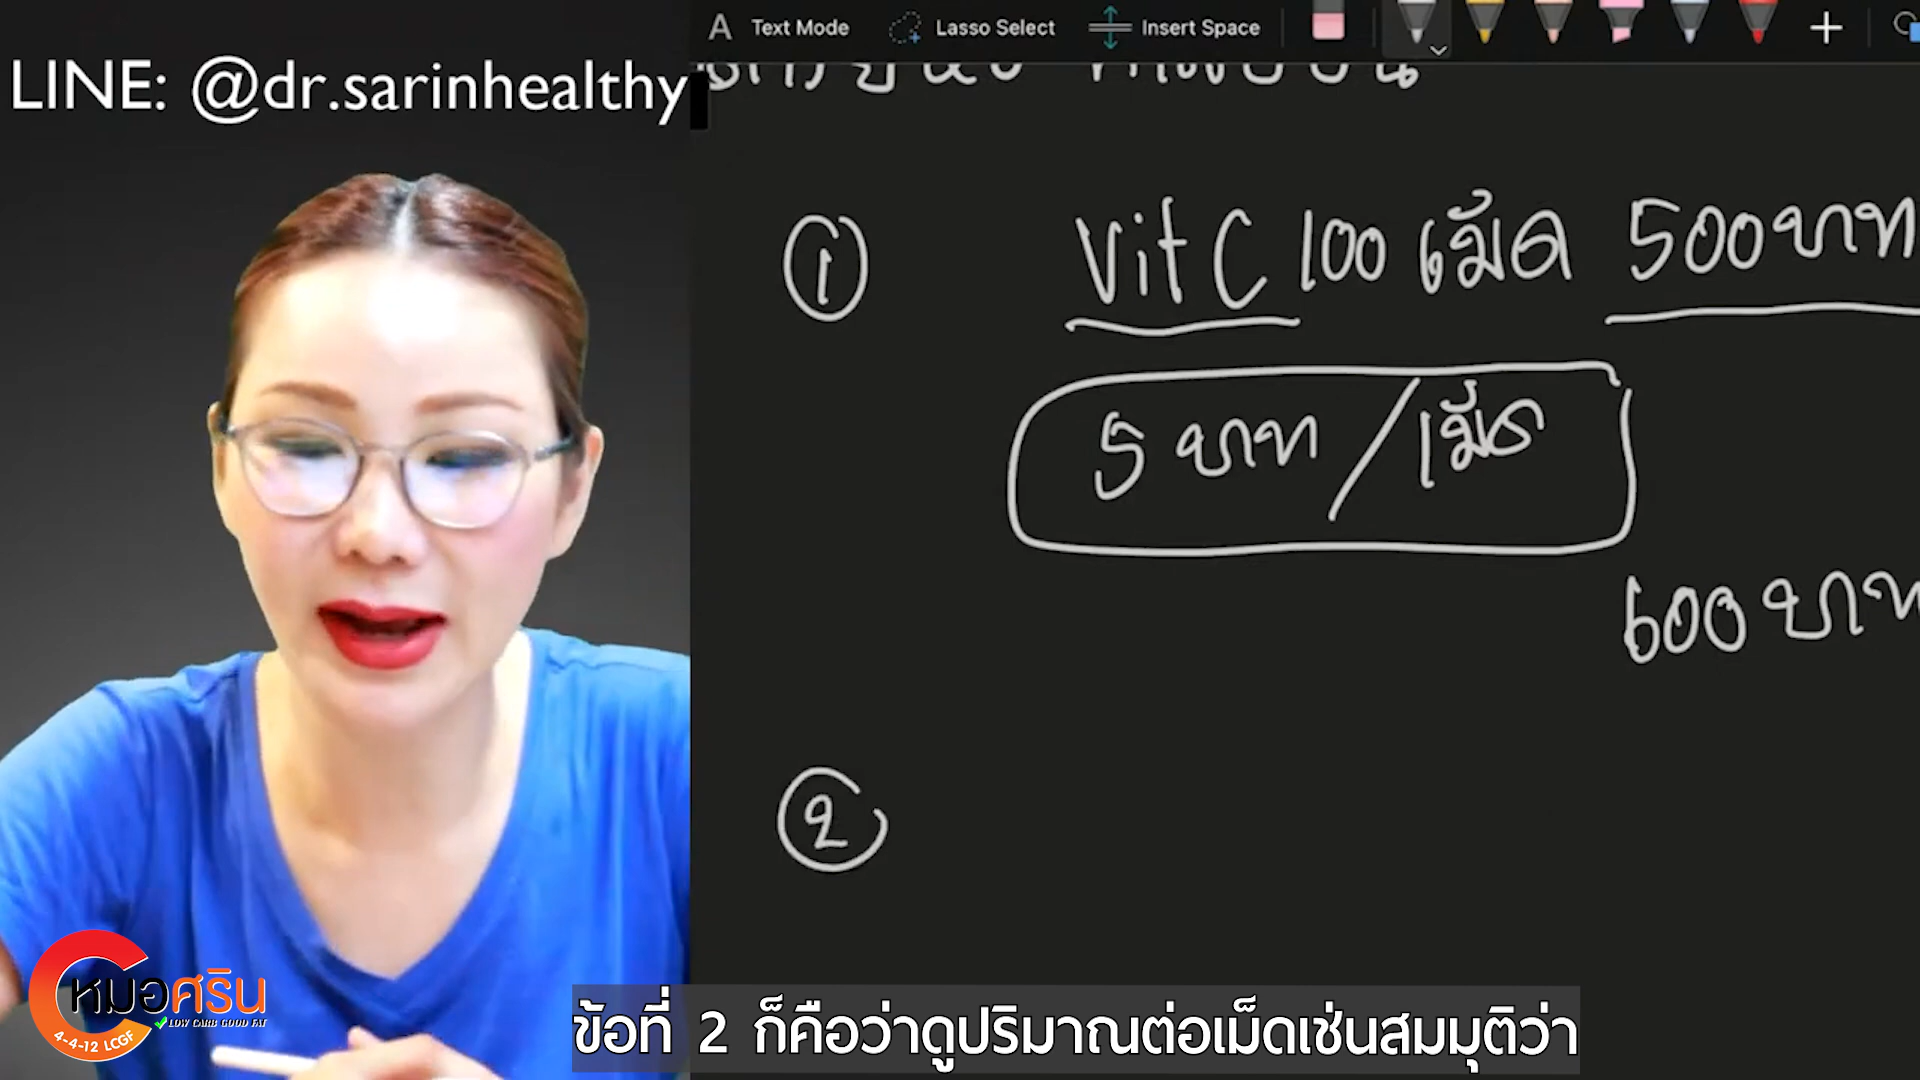 A Text Mode Lasso Select Insert Space
LINE: @dr.sarinhealthy
1 Vit C 100 เม็ด 500 บาท
5 บาท / เม็ด
600 บาท
2
หมอศริน
LOW CARB GOOD FAT
4-4-12 LCGF
ข้อที่ 2 ก็คือว่าดูปริมาณต่อเม็ดเช่นสมมุติว่า